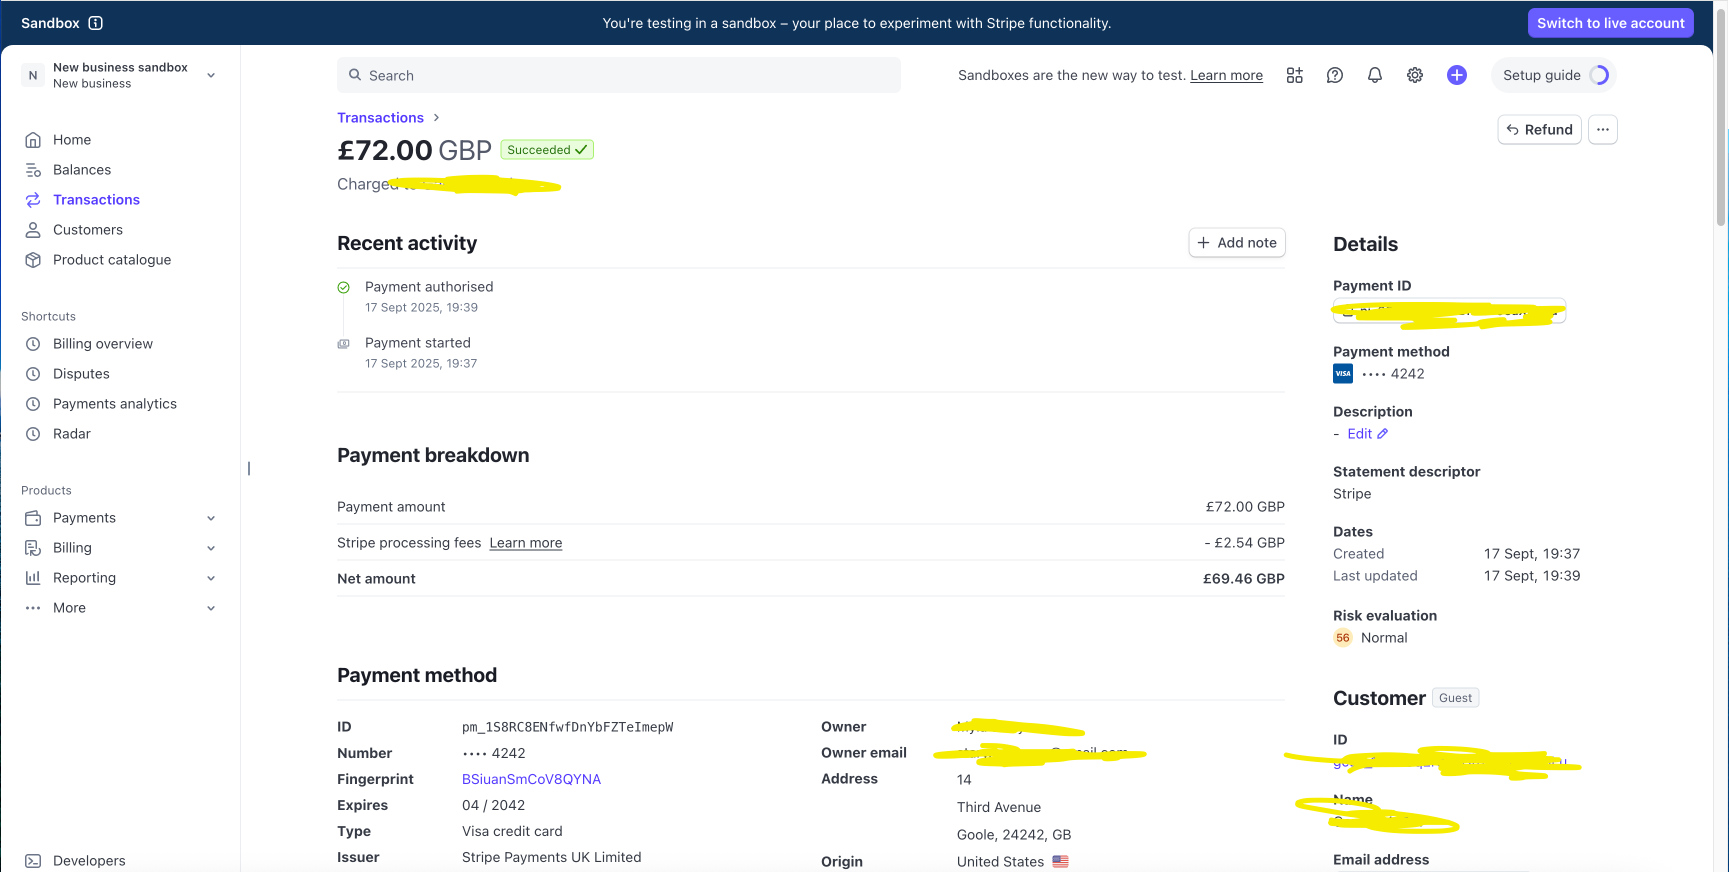 Sandbox
You're testing in a sandbox – your place to experiment with Stripe functionality.
Switch to live account
N
New business sandbox
New business
Search
Sandboxes are the new way to test. Learn more
Setup guide
Home
Balances
Transactions
Customers
Product catalogue
Shortcuts
Billing overview
Disputes
Payments analytics
Radar
Products
Payments
Billing
Reporting
More
Developers
Transactions
£72.00 GBP Succeeded
Refund
Charged
Recent activity
Add note
Payment authorised
17 Sept 2025, 19:39
Payment started
17 Sept 2025, 19:37
Payment breakdown
Payment amount £72.00 GBP
Stripe processing fees Learn more - £2.54 GBP
Net amount £69.46 GBP
Payment method
ID pm_1S8RC8ENfwfDnYbFZTeImepW
Number •••• 4242
Fingerprint BSiuanSmCoV8QYNA
Expires 04 / 2042
Type Visa credit card
Issuer Stripe Payments UK Limited
Owner
Owner email
Address 14
Third Avenue
Goole, 24242, GB
Origin United States
Details
Payment ID
Payment method
VISA •••• 4242
Description
- Edit
Statement descriptor
Stripe
Dates
Created 17 Sept, 19:37
Last updated 17 Sept, 19:39
Risk evaluation
56 Normal
Customer Guest
ID
Name
Email address